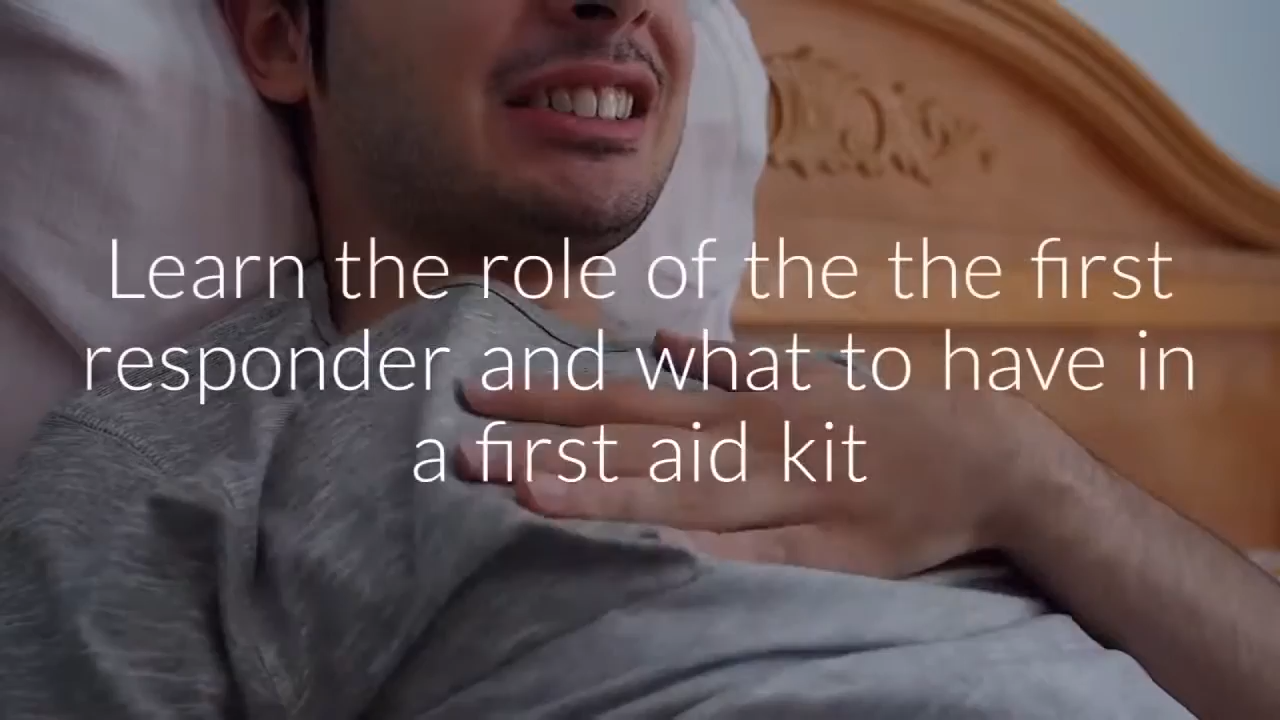 Learn the role of the the first
responder and what to have in
a first aid kit